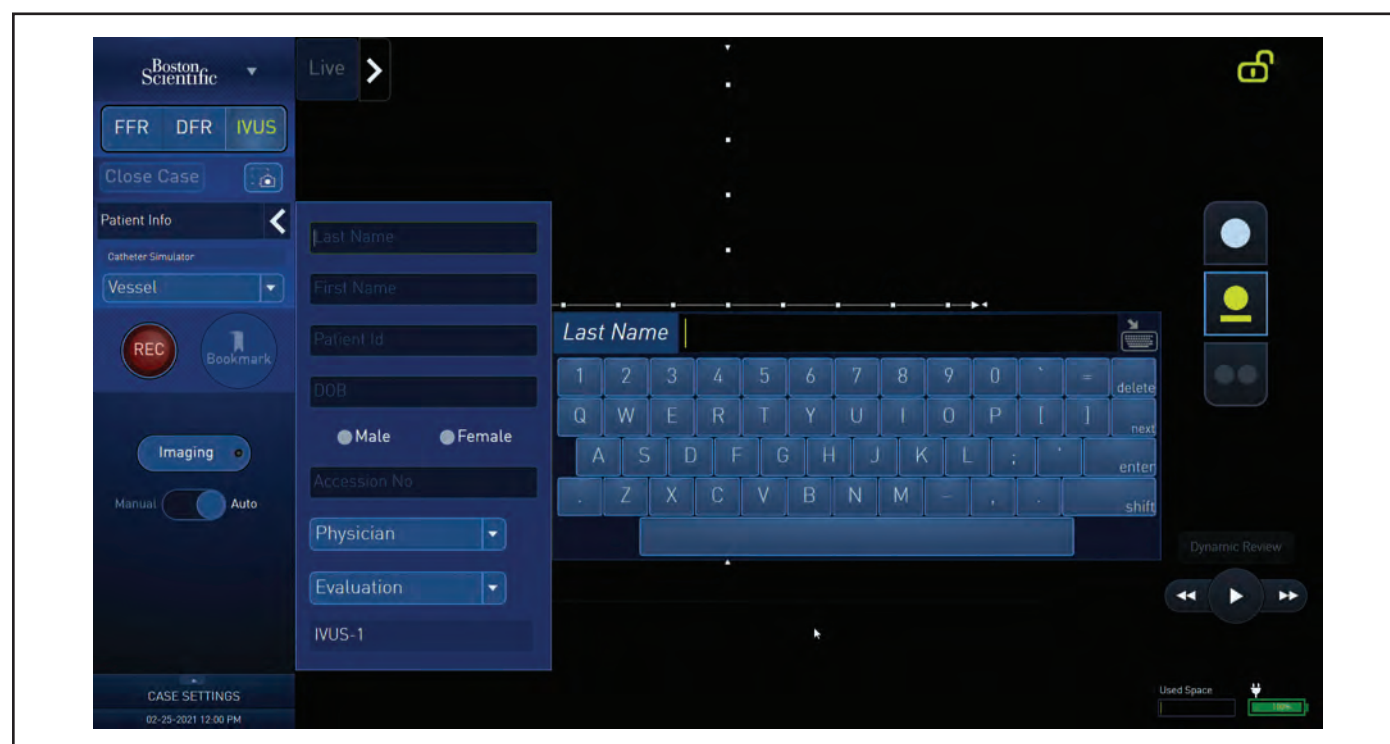 Boston
Scientific
Live
FFR DFR IVUS
Close Case
Patient Info
Catheter Simulator
Vessel
REC
Bookmark
Imaging
Manual Auto
CASE SETTINGS
02-25-2021 12:00 PM
Last Name
First Name
Patient Id
DOB
Male Female
Accession No
Physician
Evaluation
IVUS-1
Last Name
1 2 3 4 5 6 7 8 9 0 ` = delete
Q W E R T Y U I O P [ ] next
A S D F G H J K L ; ' enter
. Z X C V B N M - , . shift
Dynamic Review
Used Space
100%